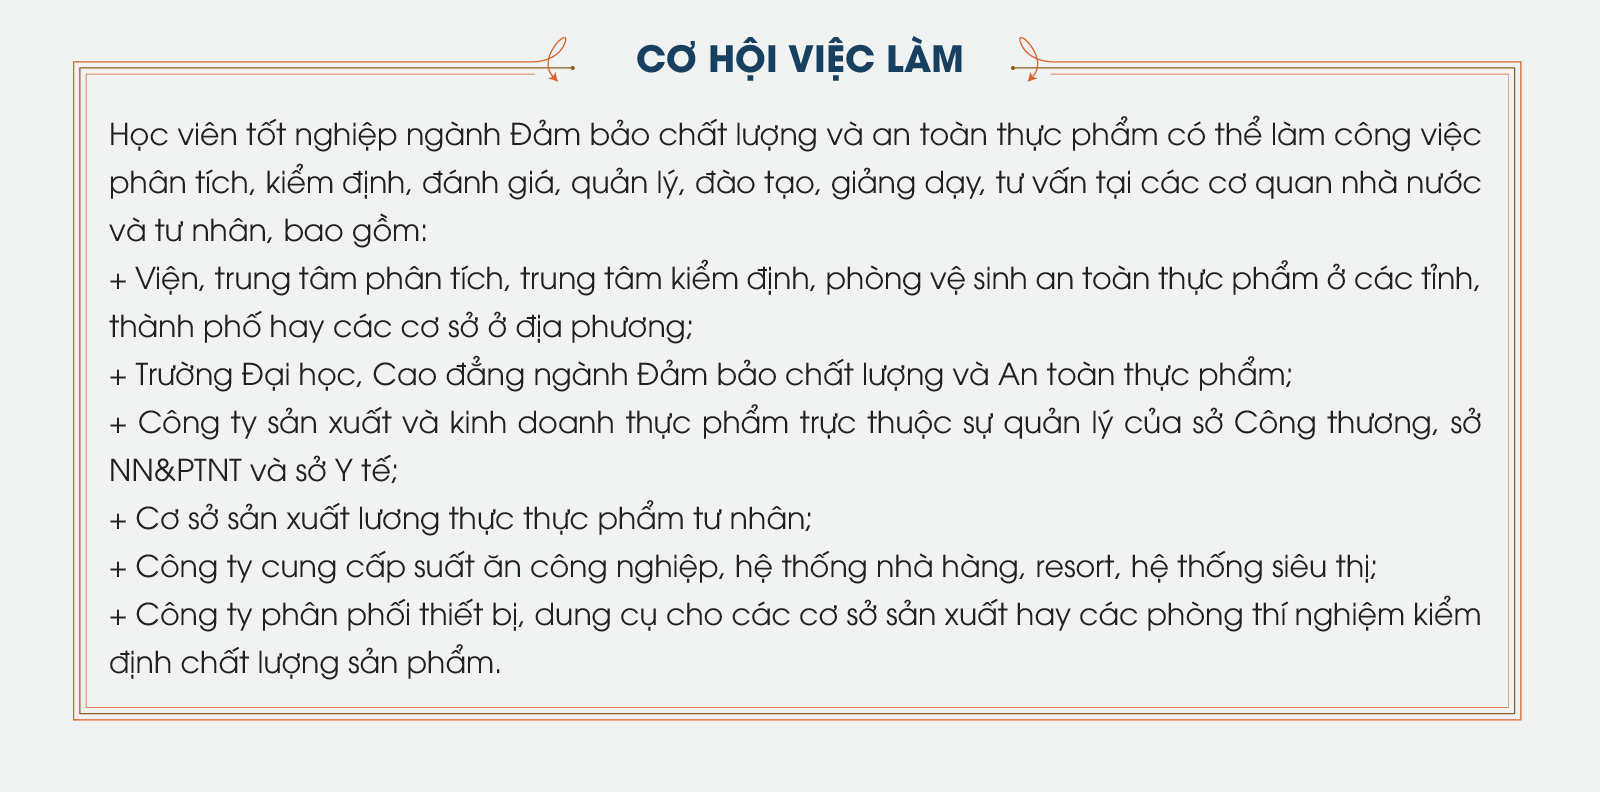 CƠ HỘI VIỆC LÀM
Học viên tốt nghiệp ngành Đảm bảo chất lượng và an toàn thực phẩm có thể làm công việc
phân tích, kiểm định, đánh giá, quản lý, đào tạo, giảng dạy, tư vấn tại các cơ quan nhà nước
và tư nhân, bao gồm:
+ Viện, trung tâm phân tích, trung tâm kiểm định, phòng vệ sinh an toàn thực phẩm ở các tỉnh,
thành phố hay các cơ sở ở địa phương;
+ Trường Đại học, Cao đẳng ngành Đảm bảo chất lượng và An toàn thực phẩm;
+ Công ty sản xuất và kinh doanh thực phẩm trực thuộc sự quản lý của sở Công thương, sở
NN&PTNT và sở Y tế;
+ Cơ sở sản xuất lương thực thực phẩm tư nhân;
+ Công ty cung cấp suất ăn công nghiệp, hệ thống nhà hàng, resort, hệ thống siêu thị;
+ Công ty phân phối thiết bị, dung cụ cho các cơ sở sản xuất hay các phòng thí nghiệm kiểm
định chất lượng sản phẩm.